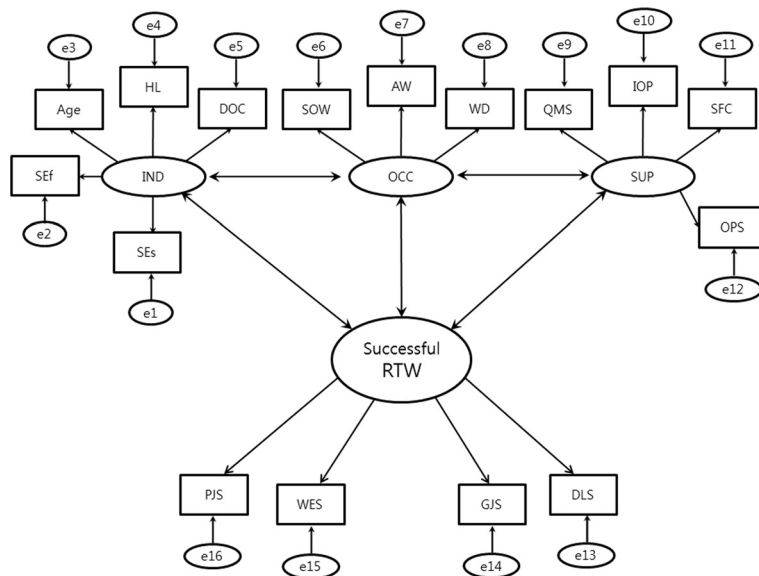 e3
e4
e5
e6
e7
e8
e9
e10
e11
Age
HL
DOC
SOW
AW
WD
QMS
IOP
SFC
SEf
IND
OCC
SUP
e2
SEs
OPS
e1
e12
Successful
RTW
PJS
WES
GJS
DLS
e16
e15
e14
e13